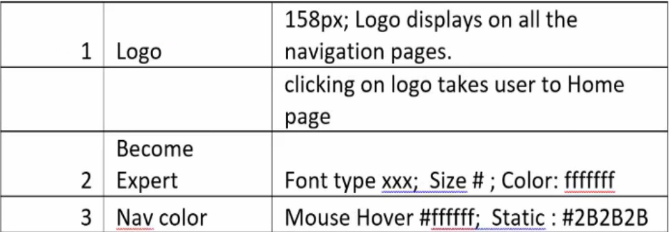 158px; Logo displays on all the
1 Logo navigation pages.
clicking on logo takes user to Home
page
Become
2 Expert Font type xxx; Size # ; Color: fffffff
3 Nav color Mouse Hover #ffffff; Static : #2B2B2B